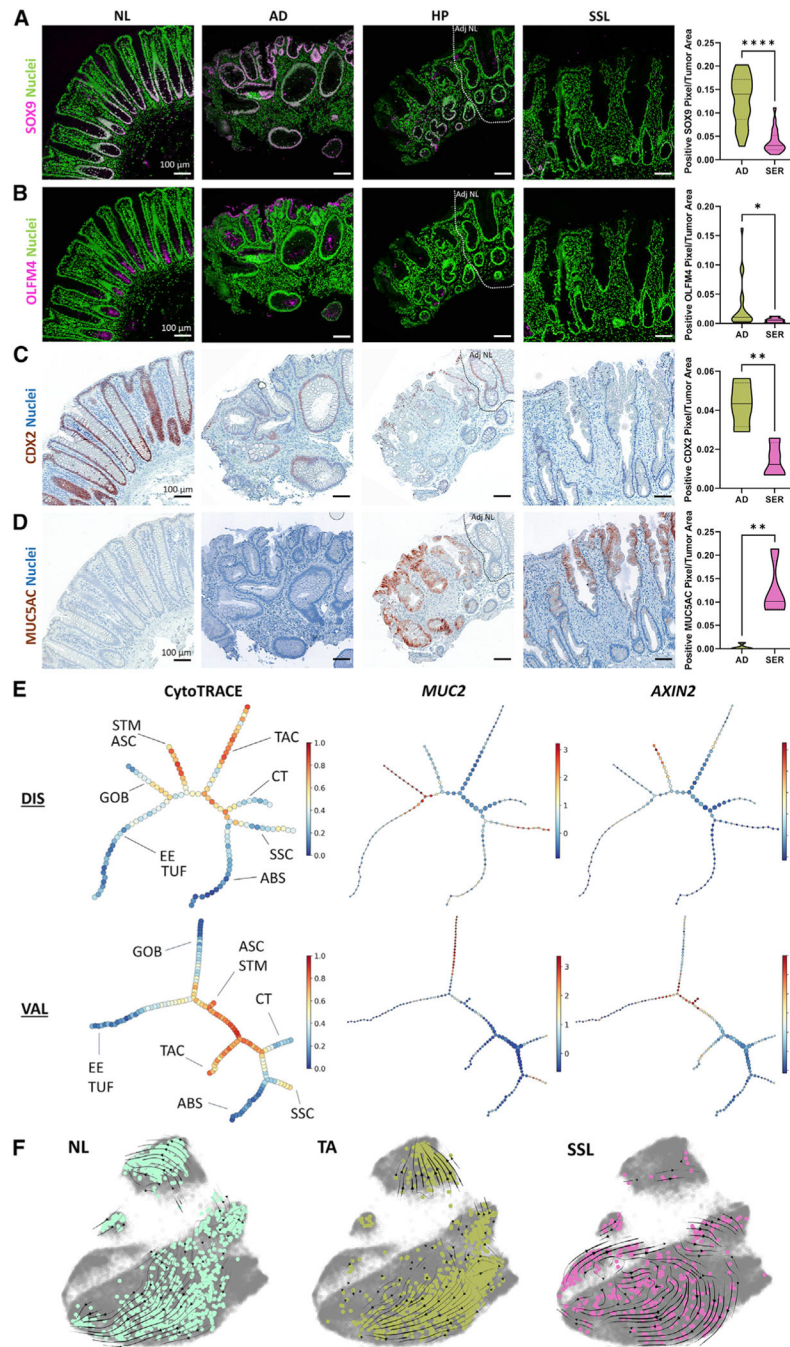 A
NL
AD
HP
SSL
SOX9 Nuclei
100 µm
Adj NL
Positive SOX9 Pixel/Tumor Area
0.20
0.15
0.10
0.05
0.00
****
AD
SER
B
OLFM4 Nuclei
100 µm
Adj NL
Positive OLFM4 Pixel/Tumor Area
0.20
0.15
0.10
0.05
0.00
*
AD
SER
C
CDX2 Nuclei
100 µm
Adj NL
Positive CDX2 Pixel/Tumor Area
0.06
0.04
0.02
0.00
**
AD
SER
D
MUC5AC Nuclei
100 µm
Adj NL
Positive MUC5AC Pixel/Tumor Area
0.25
0.20
0.15
0.10
0.05
0.00
**
AD
SER
E
CytoTRACE
MUC2
AXIN2
DIS
STM
ASC
TAC
GOB
CT
EE
TUF
SSC
ABS
1.0
0.8
0.6
0.4
0.2
0.0
3
2
1
0
VAL
GOB
ASC
STM
CT
EE
TUF
TAC
ABS
SSC
1.0
0.8
0.6
0.4
0.2
0.0
3
2
1
0
F
NL
TA
SSL